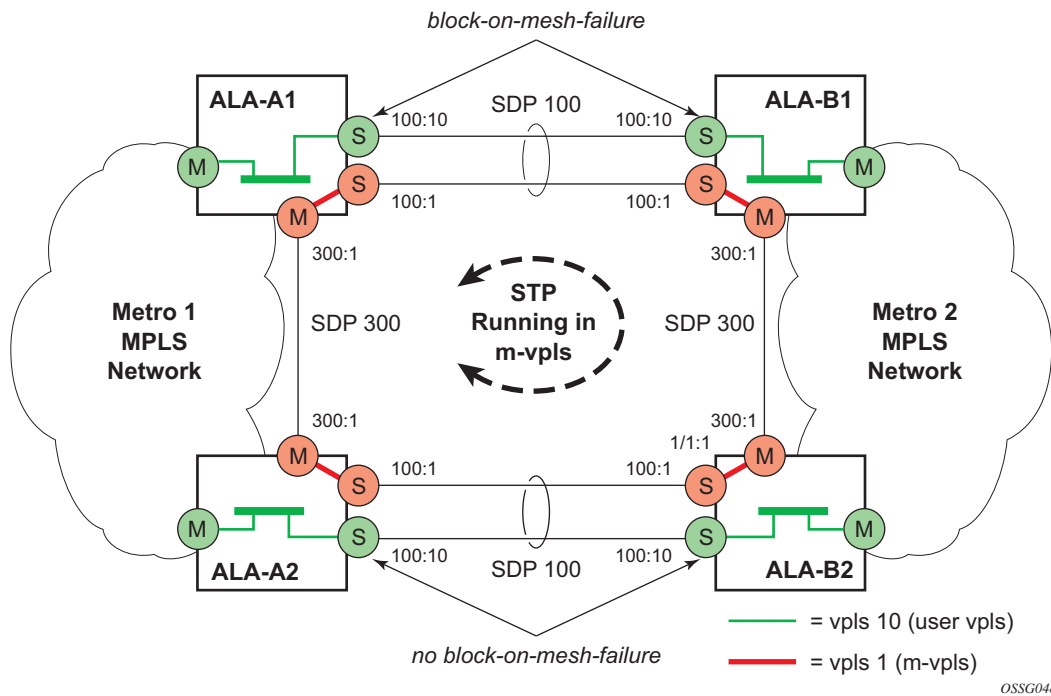 block-on-mesh-failure
ALA-A1
ALA-B1
SDP 100
100:10
100:10
S
S
M
M
S
S
100:1
100:1
M
M
300:1
300:1
STP
Running in
m-vpls
Metro 1
MPLS
Network
SDP 300
SDP 300
Metro 2
MPLS
Network
300:1
300:1
1/1:1
M
M
100:1
100:1
S
S
M
M
S
S
100:10
100:10
ALA-A2
SDP 100
ALA-B2
= vpls 10 (user vpls)
no block-on-mesh-failure
= vpls 1 (m-vpls)